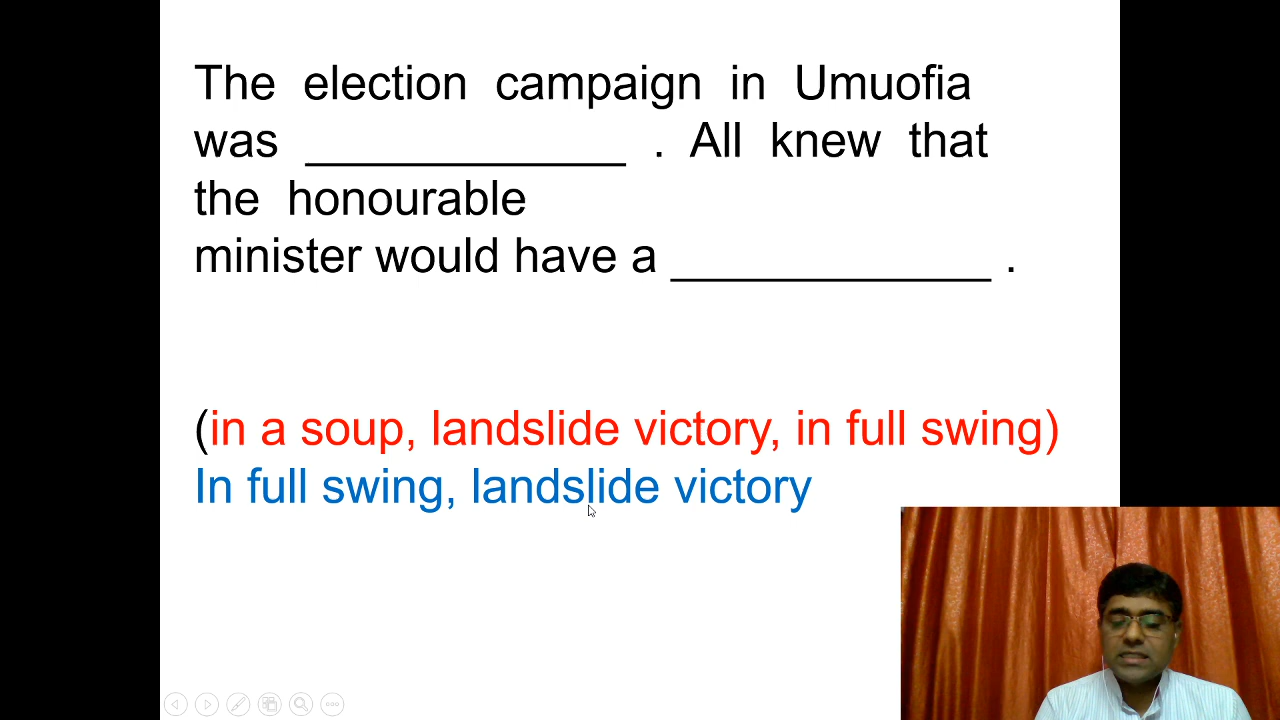 The election campaign in Umuofia
was _____________ . All knew that
the honourable
minister would have a _____________ .
(in a soup, landslide victory, in full swing)
In full swing, landslide victory